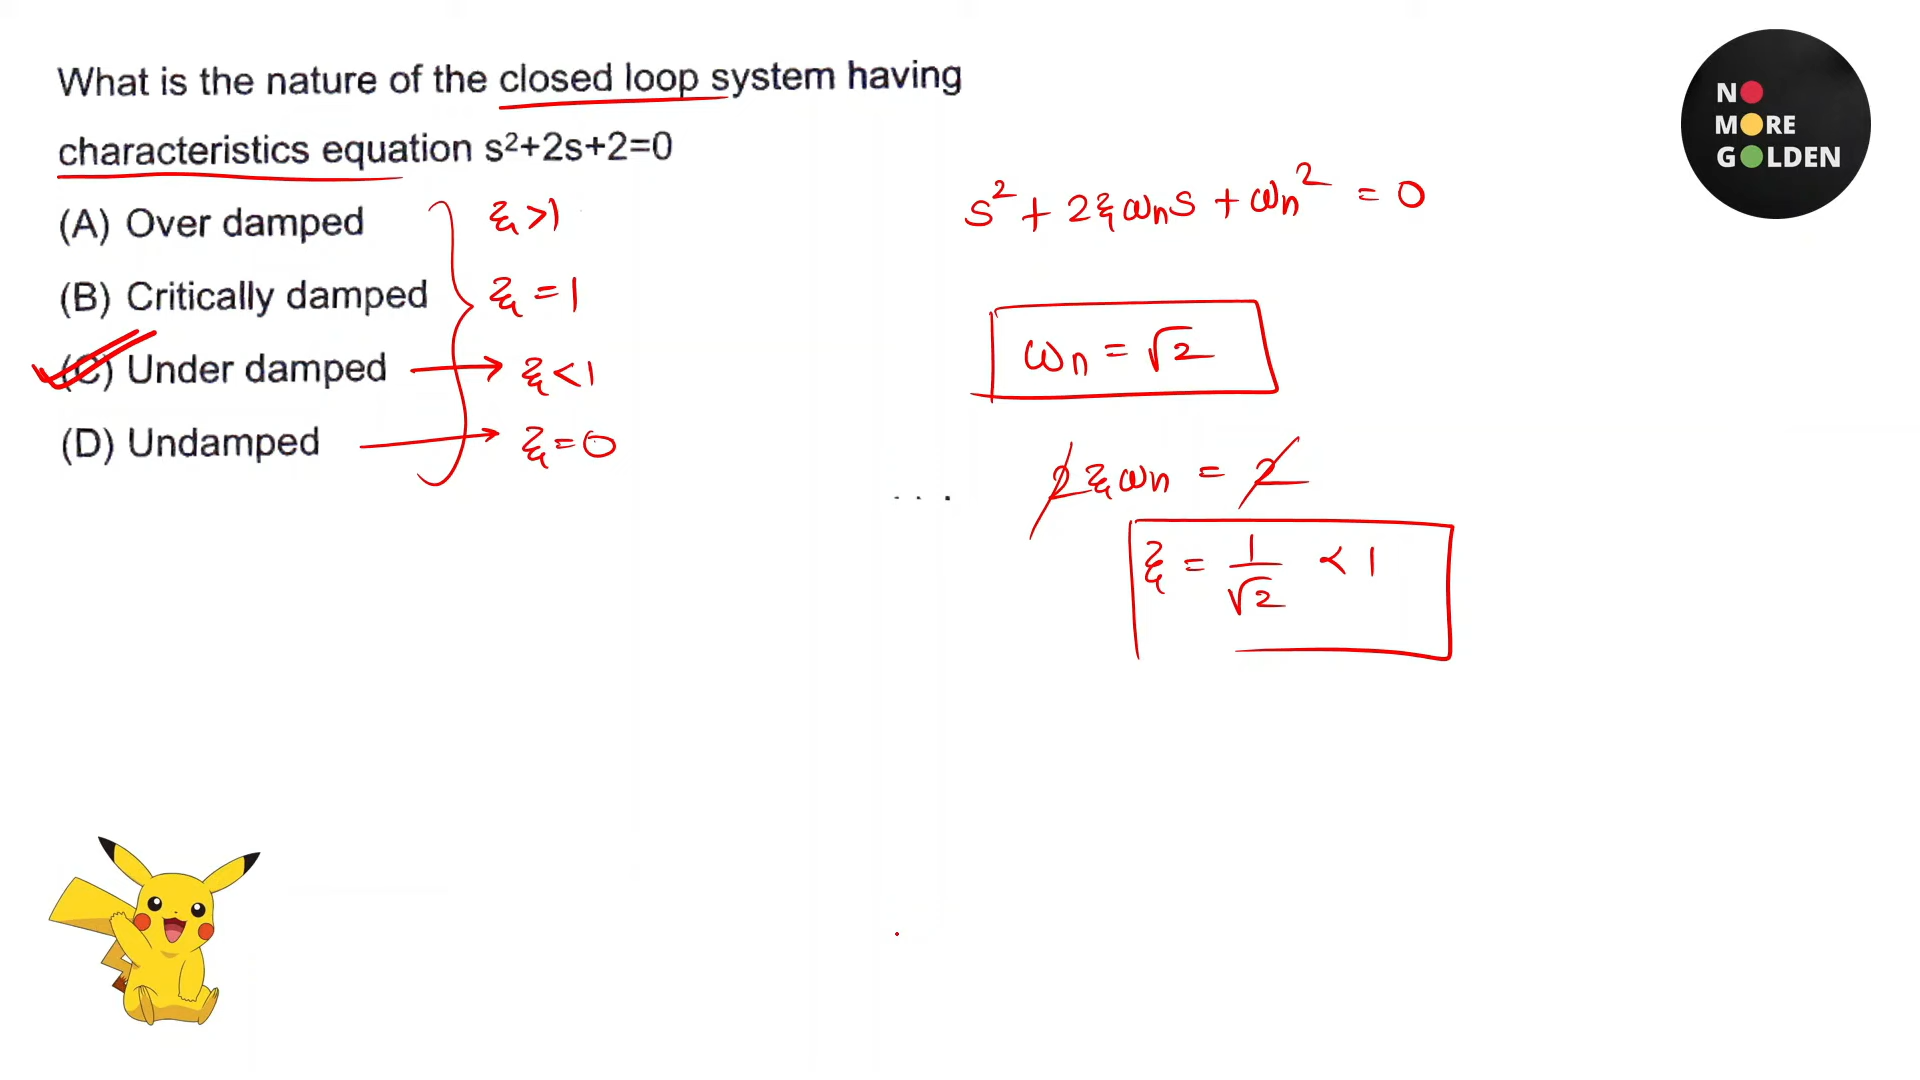 What is the nature of the closed loop system having
characteristics equation s²+2s+2=0
(A) Over damped
ξ >1
(B) Critically damped
ξ = 1
(C) Under damped → ξ < 1
(D) Undamped → ξ = 0
s² + 2ξωₙs + ωₙ² = 0
ωₙ = √2
2ξωₙ = 2
ξ = 1/√2 < 1
NO
MORE
GOLDEN